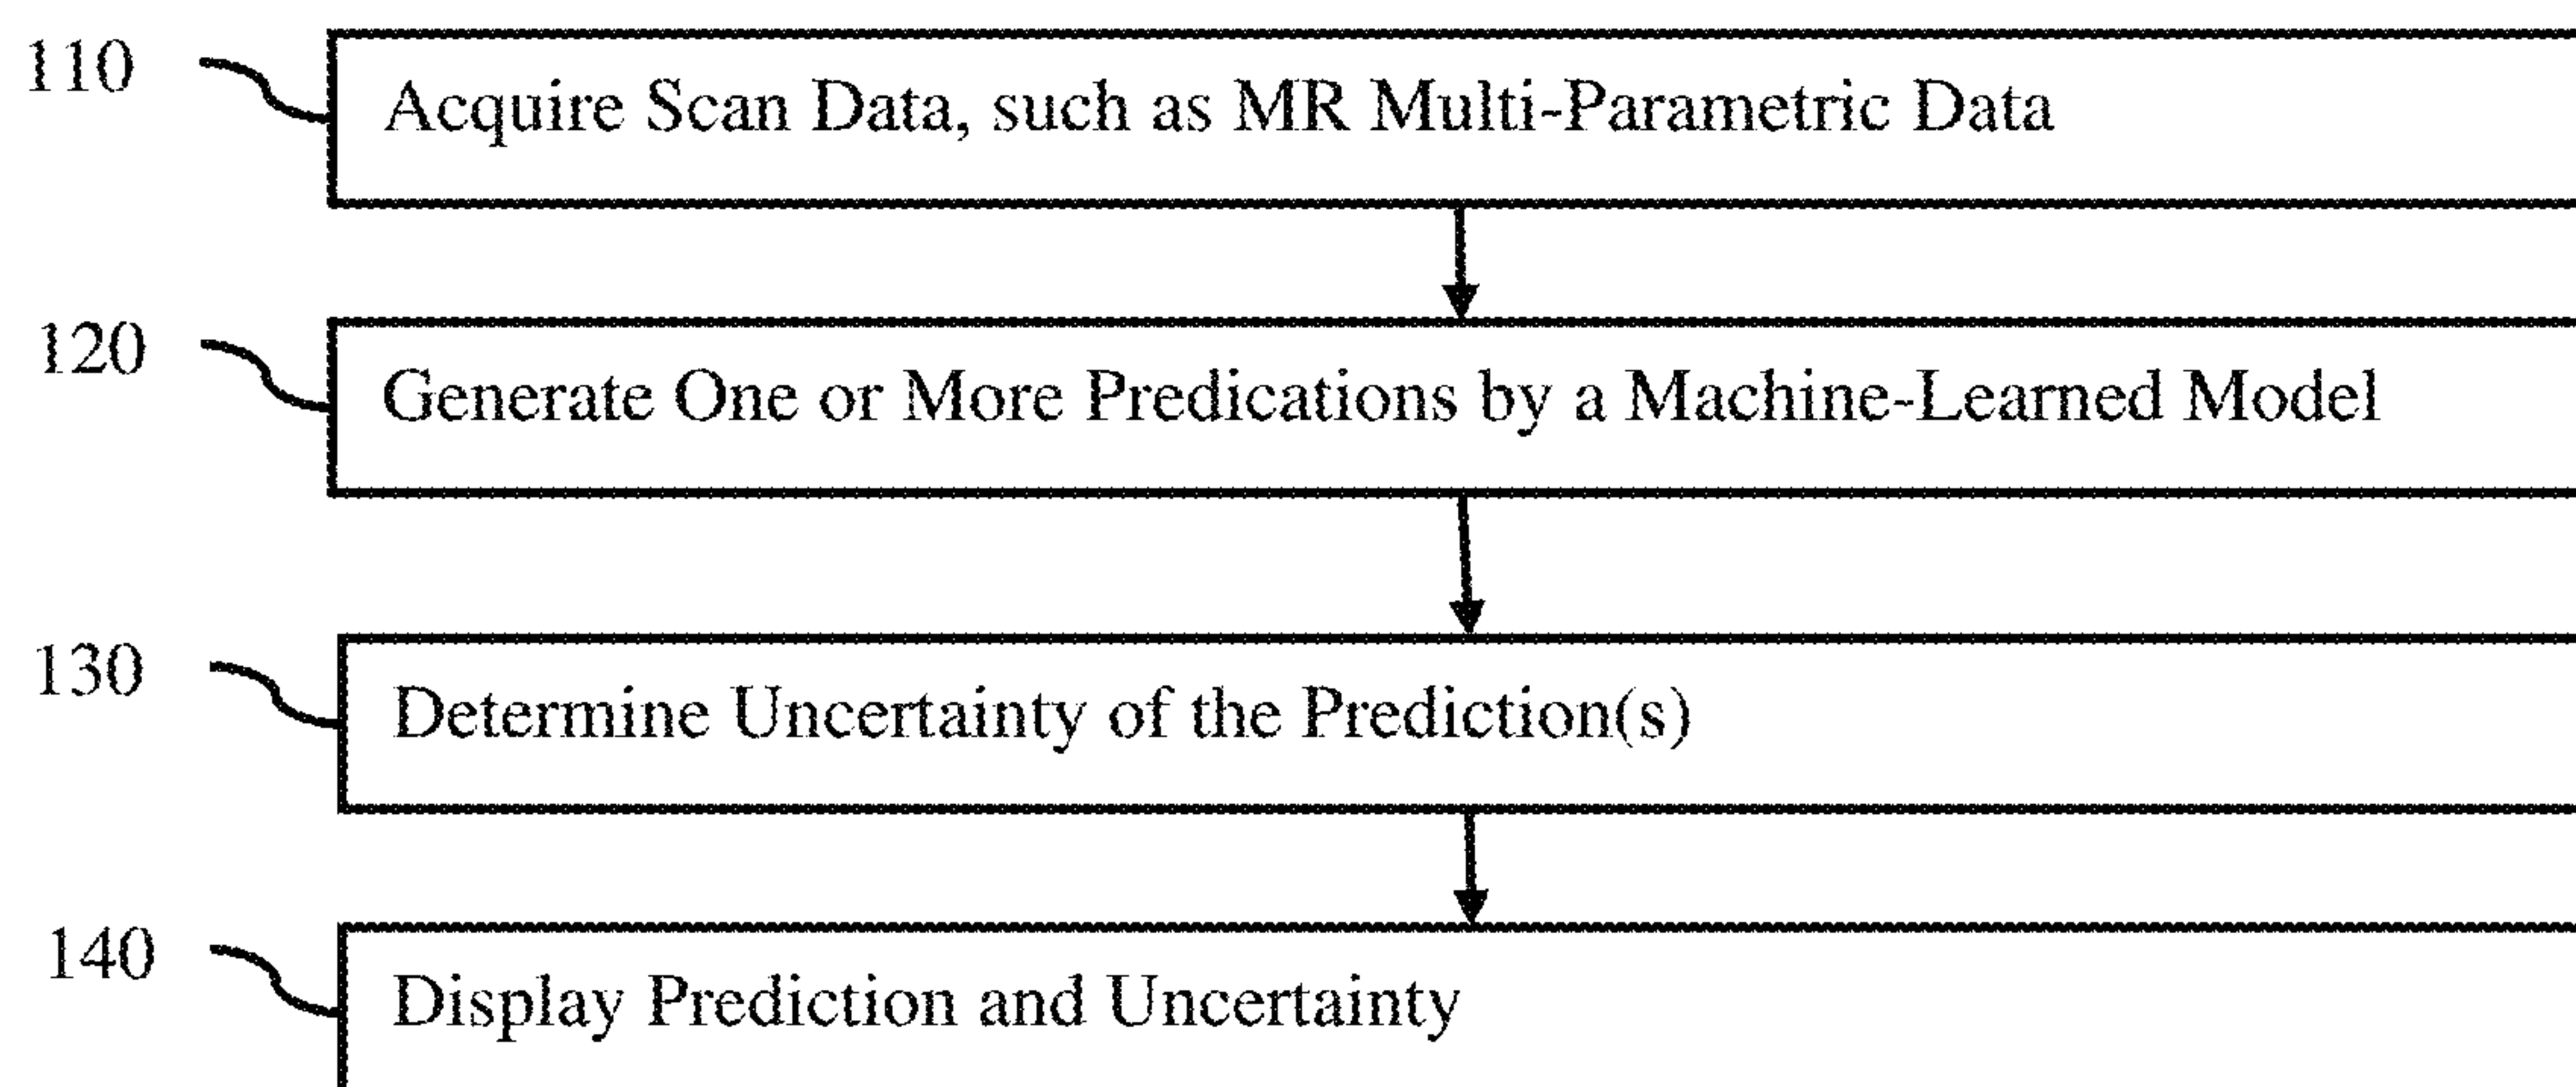 110 Acquire Scan Data, such as MR Multi-Parametric Data
120 Generate One or More Predications by a Machine-Learned Model
130 Determine Uncertainty of the Prediction(s)
140 Display Prediction and Uncertainty